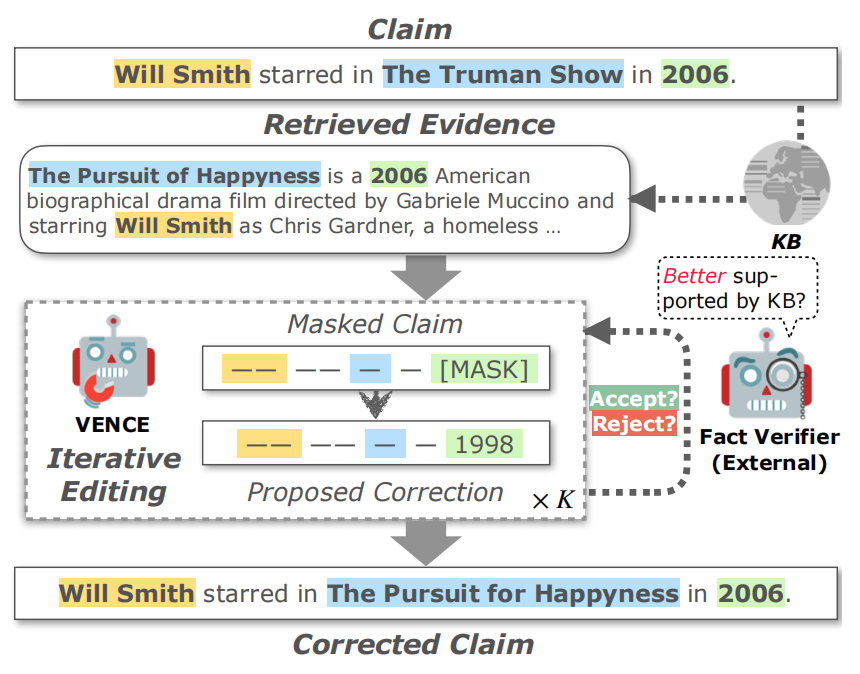 Claim
Will Smith starred in The Truman Show in 2006.
Retrieved Evidence
The Pursuit of Happyness is a 2006 American
biographical drama film directed by Gabriele Muccino and
starring Will Smith as Chris Gardner, a homeless ...
KB
Better sup-
ported by KB?
Masked Claim
—— —— — — [MASK]
VENCE
Iterative
Editing
—— —— — — 1998
Proposed Correction
× K
Accept?
Reject?
Fact Verifier
(External)
Will Smith starred in The Pursuit for Happyness in 2006.
Corrected Claim